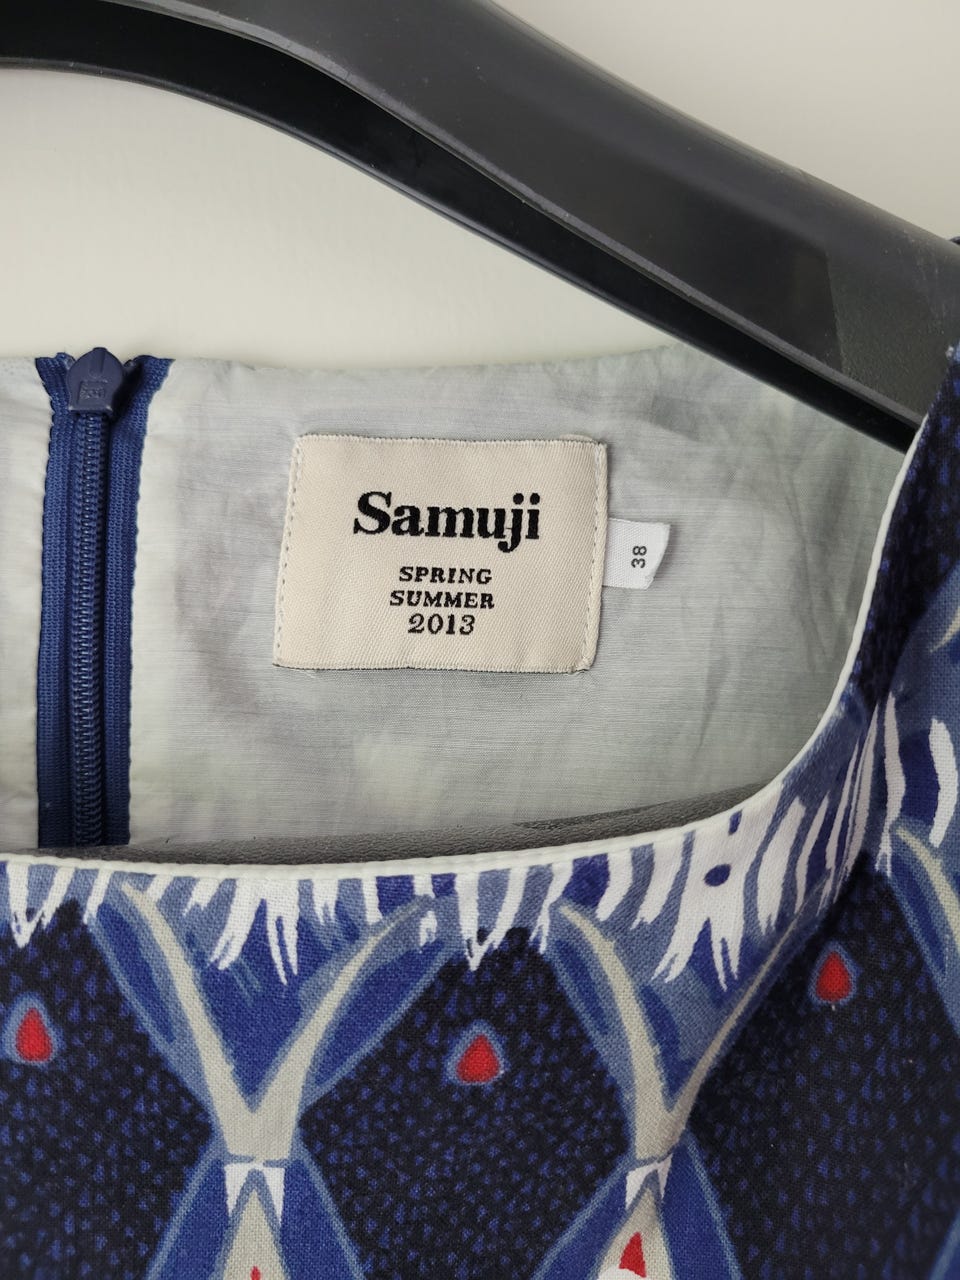 Samuji
SPRING
SUMMER
2013
38